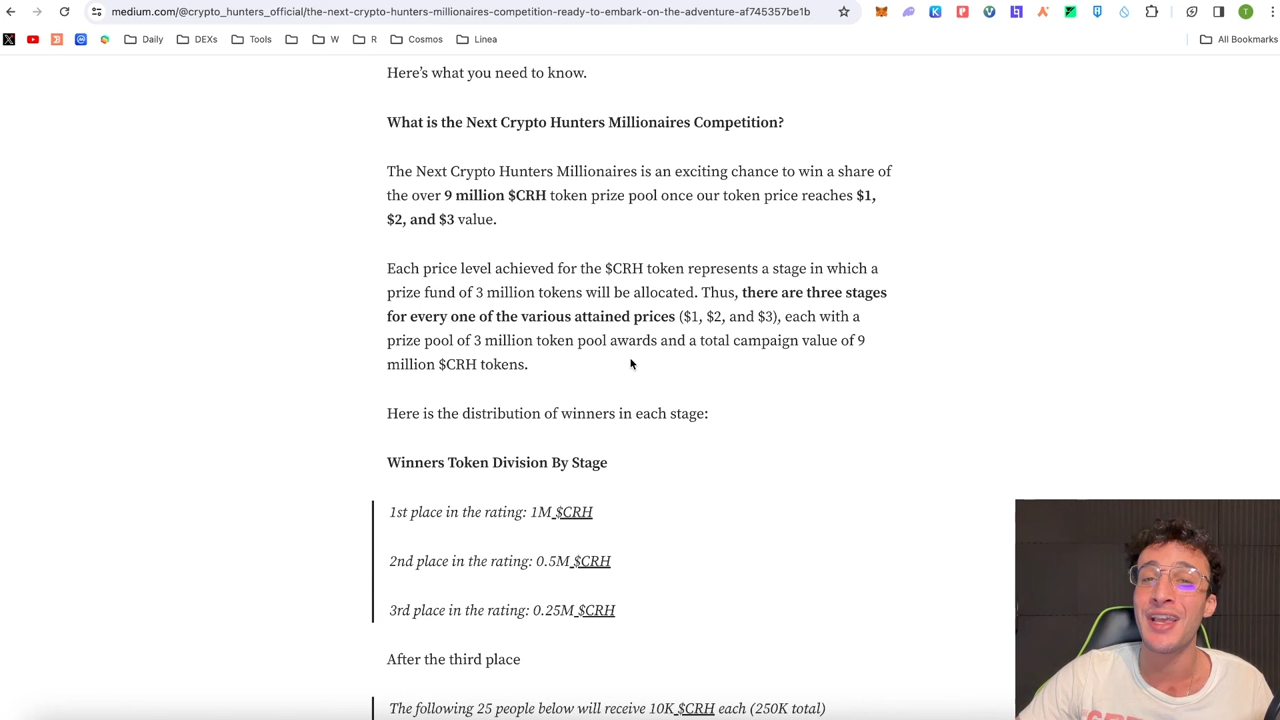 medium.com/@crypto_hunters_official/the-next-crypto-hunters-millionaires-competition-ready-to-embark-on-the-adventure-af745357be1b
T
Daily
DEXs
Tools
W
R
Cosmos
Linea
All Bookmarks
Here's what you need to know.
What is the Next Crypto Hunters Millionaires Competition?
The Next Crypto Hunters Millionaires is an exciting chance to win a share of
the over 9 million $CRH token prize pool once our token price reaches $1,
$2, and $3 value.
Each price level achieved for the $CRH token represents a stage in which a
prize fund of 3 million tokens will be allocated. Thus, there are three stages
for every one of the various attained prices ($1, $2, and $3), each with a
prize pool of 3 million token pool awards and a total campaign value of 9
million $CRH tokens.
Here is the distribution of winners in each stage:
Winners Token Division By Stage
1st place in the rating: 1M $CRH
2nd place in the rating: 0.5M $CRH
3rd place in the rating: 0.25M $CRH
After the third place
The following 25 people below will receive 10K $CRH each (250K total)